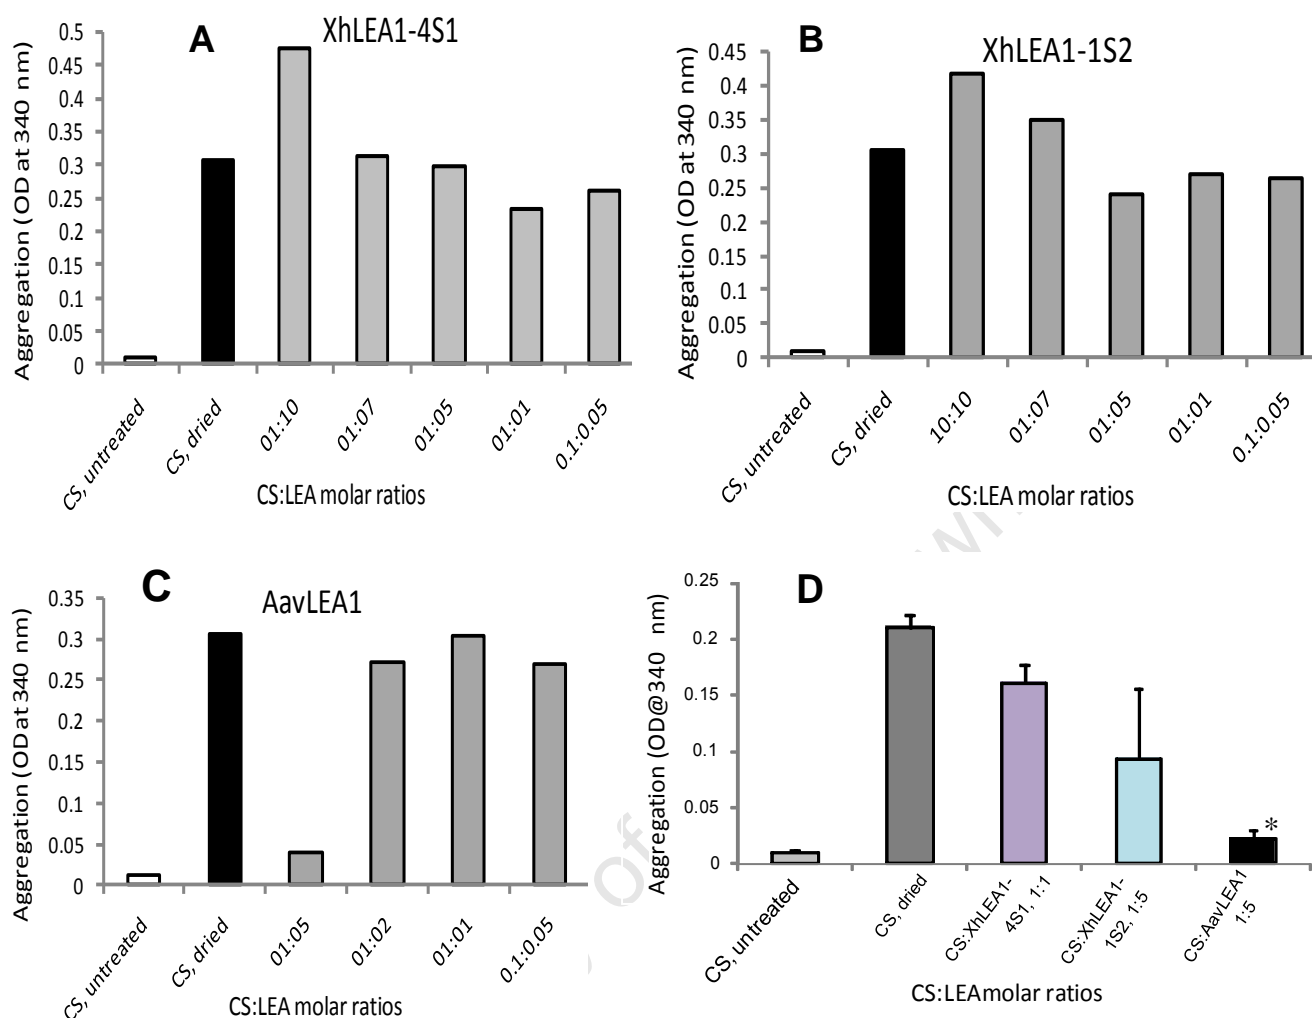 A
XhLEA1-4S1
Aggregation (OD at 340 nm)
0.5
0.45
0.4
0.35
0.3
0.25
0.2
0.15
0.1
0.05
0
CS, untreated
CS, dried
01:10
01:07
01:05
01:01
0.1:0.05
CS:LEA molar ratios
B
XhLEA1-1S2
Aggregation (OD at 340 nm)
0.45
0.4
0.35
0.3
0.25
0.2
0.15
0.1
0.05
0
CS, untreated
CS, dried
10:10
01:07
01:05
01:01
0.1:0.05
CS:LEA molar ratios
C
AavLEA1
Aggregation (OD at 340 nm)
0.35
0.3
0.25
0.2
0.15
0.1
0.05
0
CS, untreated
CS, dried
01:05
01:02
01:01
0.1:0.05
CS:LEA molar ratios
D
Aggregation (OD@340 nm)
0.25
0.2
0.15
0.1
0.05
0
*
CS, untreated
CS, dried
CS:XhLEA1-
4S1, 1:1
CS:XhLEA1-
1S2, 1:5
CS:AavLEA1
1:5
CS:LEAmolar ratios
Of